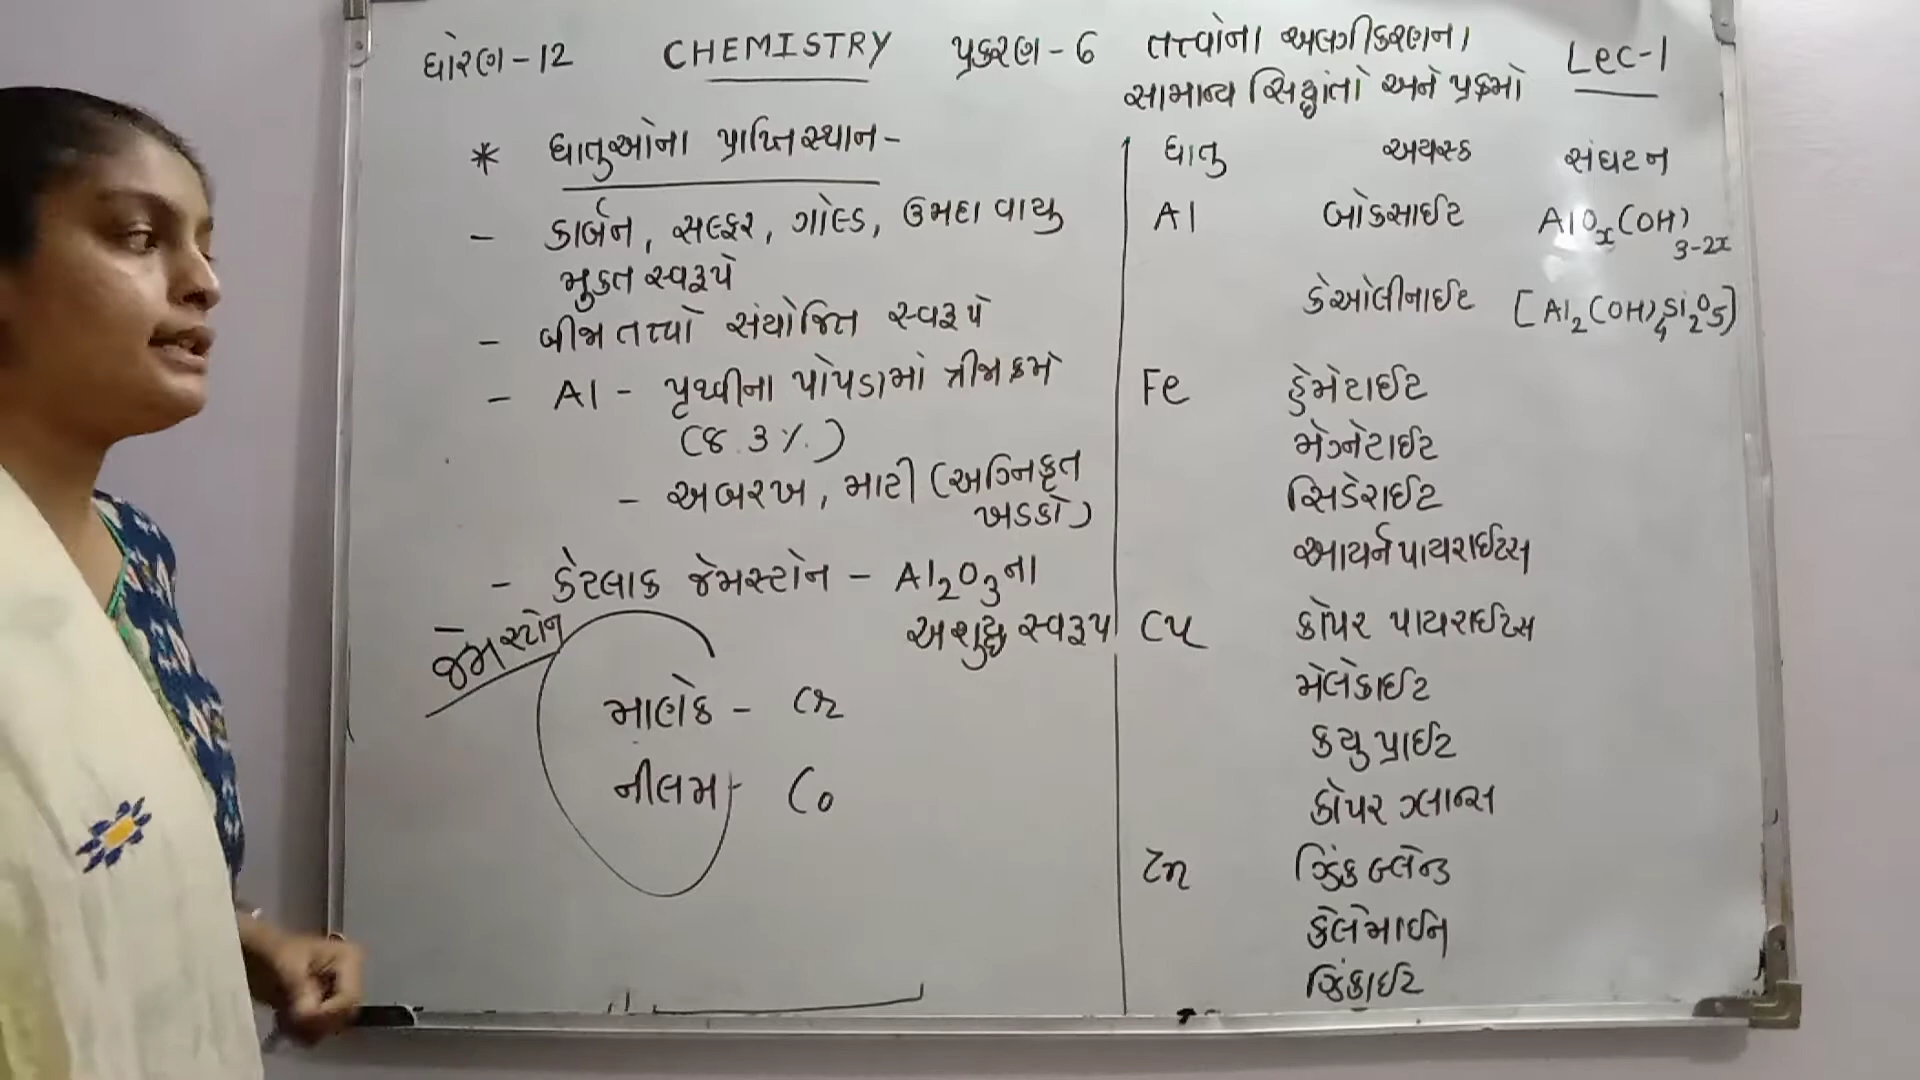 ધોરણ-12 CHEMISTRY પ્રકરણ-6 તત્ત્વોના અલગીકરણના
સામાન્ય સિદ્ધાંતો અને પ્રક્રમો
Lec-1
* ધાતુઓના પ્રાપ્તિસ્થાન-
- કાર્બન, સલ્ફર, ગોલ્ડ, ઉમદા વાયુ
મુક્ત સ્વરૂપે
- બીજા તત્ત્વો સંયોજિત સ્વરૂપે
- Al - પૃથ્વીના પોપડામાં ત્રીજા ક્રમે
(8.3%)
- અબરખ, માટી (અગ્નિકૃત
ખડકો)
- કેટલાક જેમસ્ટોન - Al₂O₃ના
અશુદ્ધ સ્વરૂપ
જેમસ્ટોન
માણેક - Cr
નીલમ - Co
ધાતુ અયસ્ક સંઘટન
Al બોક્સાઈટ AlOₓ(OH)₃₋₂ₓ
કેઓલીનાઈટ [Al₂(OH)₄Si₂O₅]
Fe હેમેટાઈટ
મેગ્નેટાઈટ
સિડેરાઈટ
આયર્ન પાયરાઈટસ
Cu કોપર પાયરાઈટસ
મેલેકાઈટ
ક્યુપ્રાઈટ
કોપર ગ્લાન્સ
Zn ઝિંક બ્લેન્ડ
કેલેમાઈન
ઝિંકાઈટ